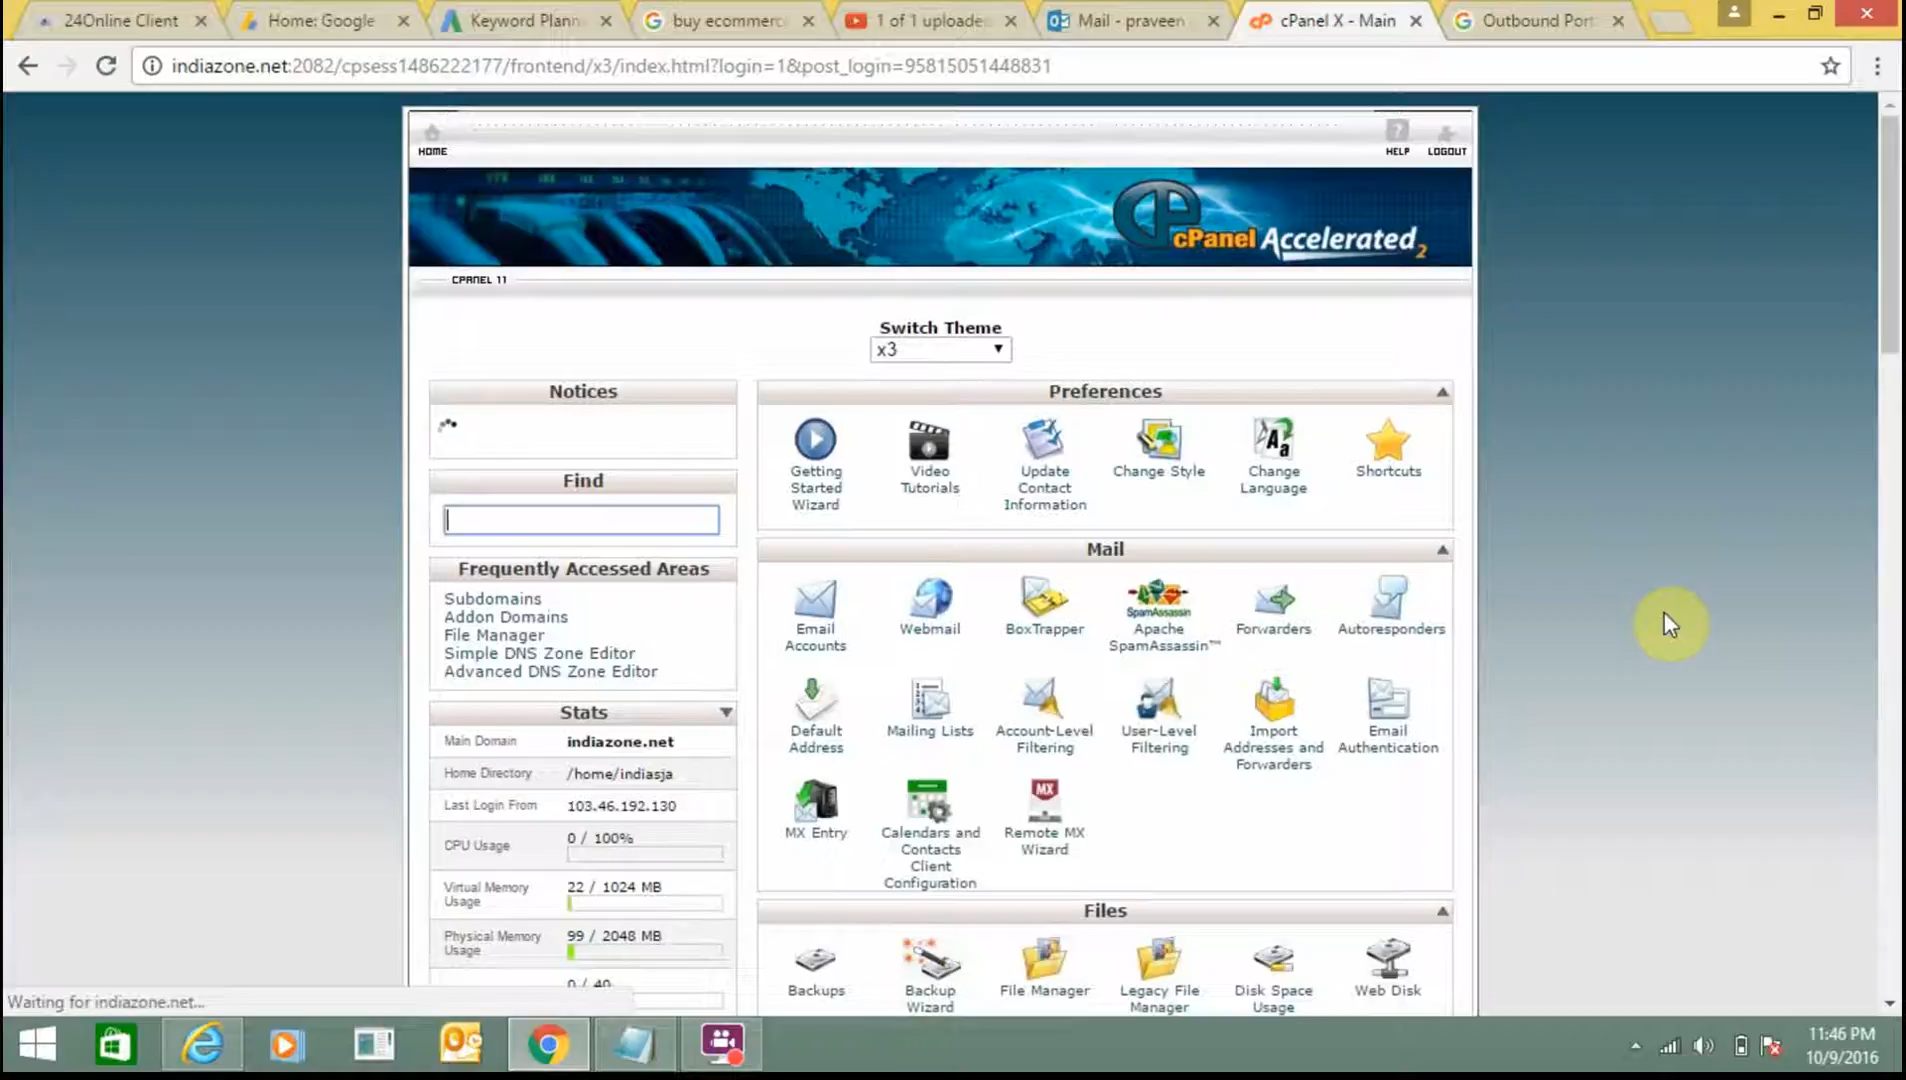 24Online Client
Home: Google
Keyword Plann
buy ecommerc
1 of 1 uploade
Mail - praveen
cPanel X - Main
Outbound Por
indiazone.net:2082/cpsess1486222177/frontend/x3/index.html?login=1&post_login=95815051448831
HOME
HELP
LOGOUT
cPanel Accelerated2
CPANEL 11
Switch Theme
x3
Notices
Find
Frequently Accessed Areas
Subdomains
Addon Domains
File Manager
Simple DNS Zone Editor
Advanced DNS Zone Editor
Stats
Main Domain indiazone.net
Home Directory /home/indiasja
Last Login From 103.46.192.130
CPU Usage 0 / 100%
Virtual Memory
Usage
22 / 1024 MB
Physical Memory
Usage
99 / 2048 MB
0 / 40
Preferences
Getting
Started
Wizard
Video
Tutorials
Update
Contact
Information
Change Style
Change
Language
Shortcuts
Mail
Email
Accounts
Webmail
BoxTrapper
SpamAssassin
Apache
SpamAssassin™
Forwarders
Autoresponders
Default
Address
Mailing Lists
Account-Level
Filtering
User-Level
Filtering
Import
Addresses and
Forwarders
Email
Authentication
MX Entry
Calendars and
Contacts
Client
Configuration
MX
Remote MX
Wizard
Files
Backups
Backup
Wizard
File Manager
Legacy File
Manager
Disk Space
Usage
Web Disk
Waiting for indiazone.net...
11:46 PM
10/9/2016